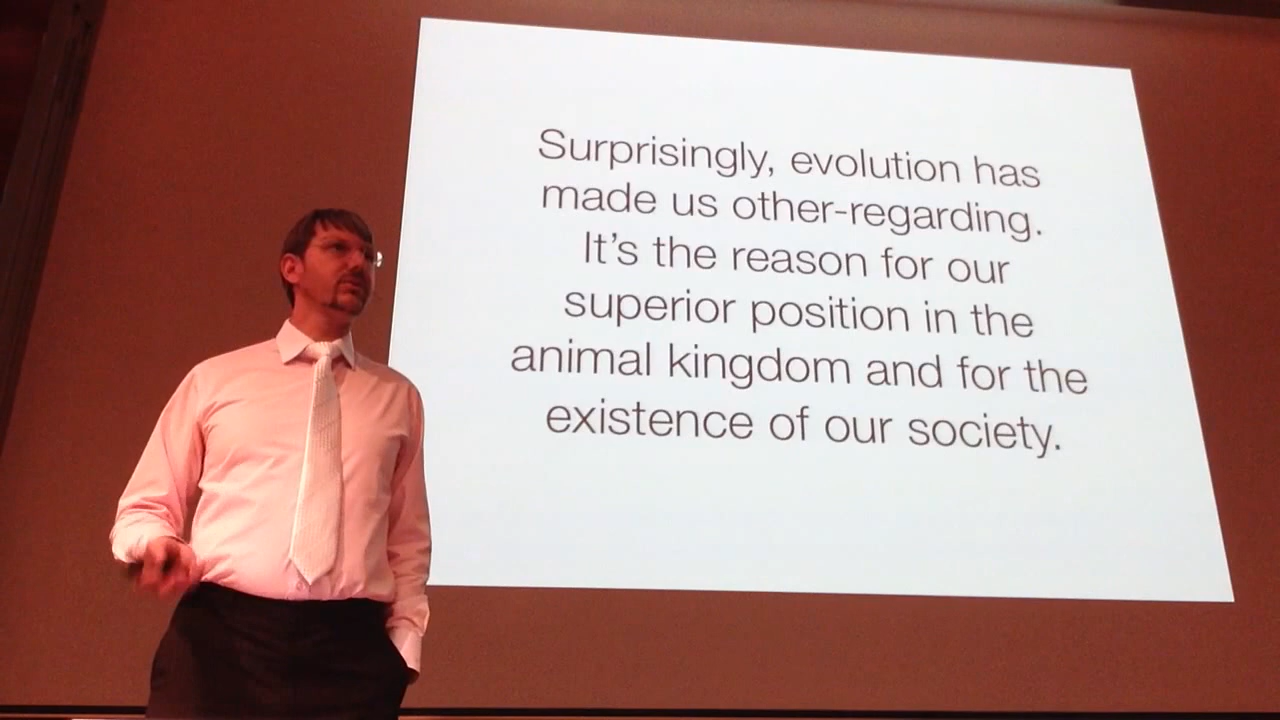 Surprisingly, evolution has
made us other-regarding.
It’s the reason for our
superior position in the
animal kingdom and for the
existence of our society.